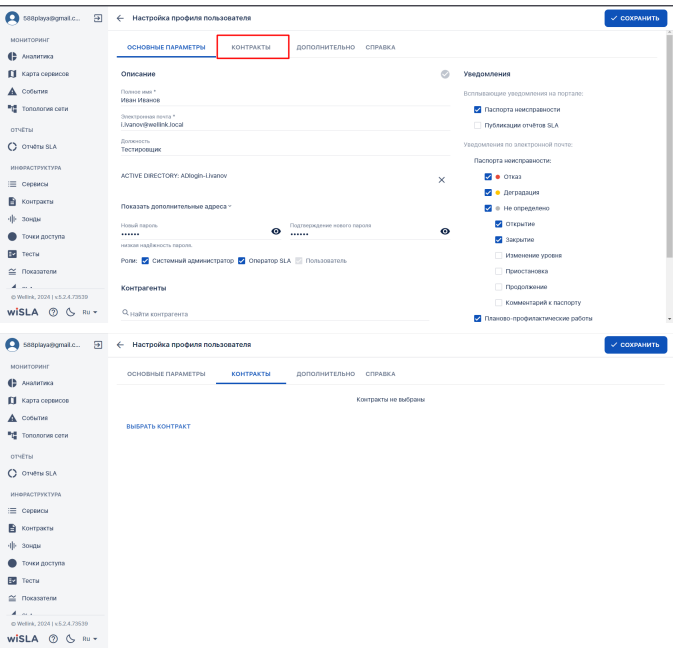 588playa@gmail.c...
Настройка профиля пользователя
СОХРАНИТЬ
МОНИТОРИНГ
Аналитика
Карта сервисов
События
Топология сети
ОТЧЁТЫ
Отчёты SLA
ИНФРАСТРУКТУРА
Сервисы
Контракты
Зонды
Точки доступа
Тесты
Показатели
© Wellink, 2024 | v.5.2.4.73539
wiSLA
Ru
ОСНОВНЫЕ ПАРАМЕТРЫ КОНТРАКТЫ ДОПОЛНИТЕЛЬНО СПРАВКА
Описание
Полное имя *
Иван Иванов
Электронная почта *
i.ivanov@wellink.local
Должность
Тестировщик
ACTIVE DIRECTORY: ADlogin-i.ivanov
Показать дополнительные адреса
Новый пароль
••••••
Подтверждение нового пароля
••••••
низкая надёжность пароля.
Роли: Системный администратор Оператор SLA Пользователь
Контрагенты
Найти контрагента
Уведомления
Всплывающие уведомления на портале:
Паспорта неисправности
Публикации отчётов SLA
Уведомления по электронной почте:
Паспорта неисправности:
Отказ
Деградация
Не определено
Открытие
Закрытие
Изменение уровня
Приостановка
Продолжение
Комментарий к паспорту
Планово-профилактические работы
588playa@gmail.c...
Настройка профиля пользователя
СОХРАНИТЬ
МОНИТОРИНГ
Аналитика
Карта сервисов
События
Топология сети
ОТЧЁТЫ
Отчёты SLA
ИНФРАСТРУКТУРА
Сервисы
Контракты
Зонды
Точки доступа
Тесты
Показатели
© Wellink, 2024 | v.5.2.4.73539
wiSLA
Ru
ОСНОВНЫЕ ПАРАМЕТРЫ КОНТРАКТЫ ДОПОЛНИТЕЛЬНО СПРАВКА
Контракты не выбраны
ВЫБРАТЬ КОНТРАКТ